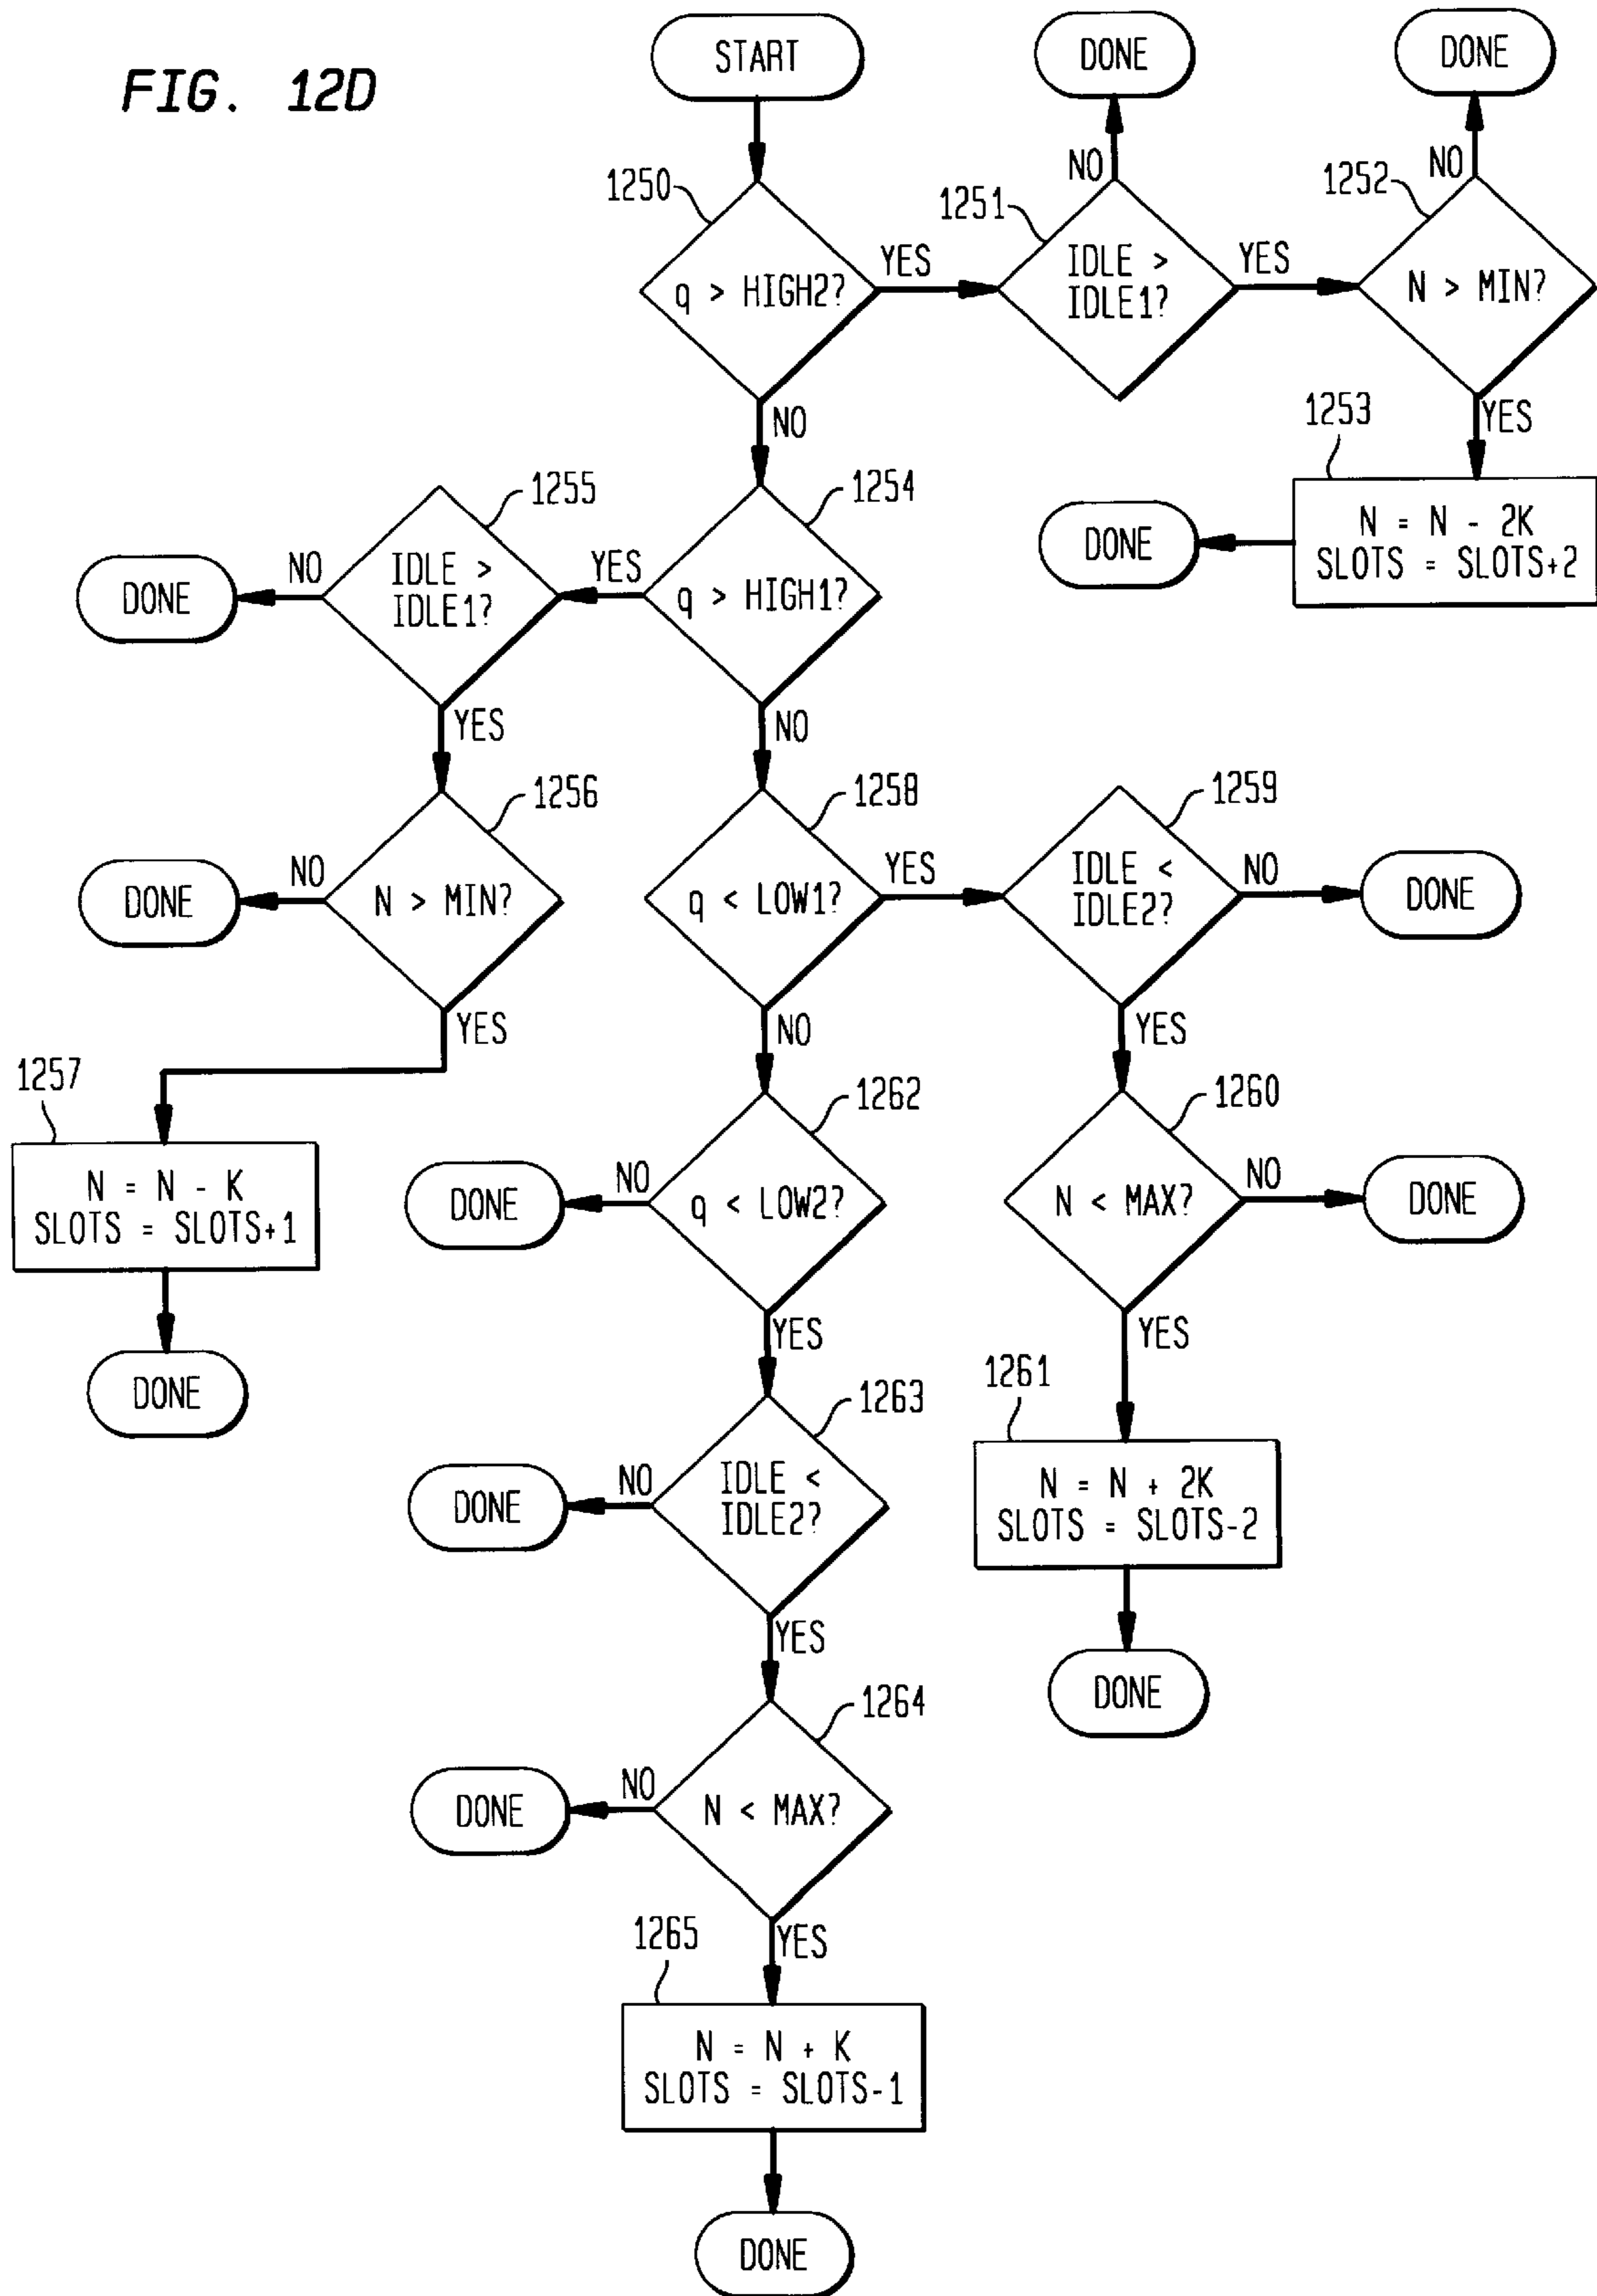 FIG. 12D
START
DONE
DONE
NO
NO
1250
1251
1252
q > HIGH2?
YES
IDLE >
IDLE1?
YES
N > MIN?
NO
YES
1253
N = N - 2K
SLOTS = SLOTS+2
DONE
1255
1254
DONE
NO
IDLE >
IDLE1?
YES
q > HIGH1?
YES
NO
1256
1258
1259
DONE
NO
N > MIN?
q < LOW1?
YES
IDLE <
IDLE2?
NO
DONE
YES
NO
YES
1257
1262
1260
N = N - K
SLOTS = SLOTS+1
DONE
NO
q < LOW2?
N < MAX?
NO
DONE
YES
YES
DONE
1263
1261
DONE
NO
IDLE <
IDLE2?
N = N + 2K
SLOTS = SLOTS-2
YES
DONE
1264
DONE
NO
N < MAX?
YES
1265
N = N + K
SLOTS = SLOTS-1
DONE